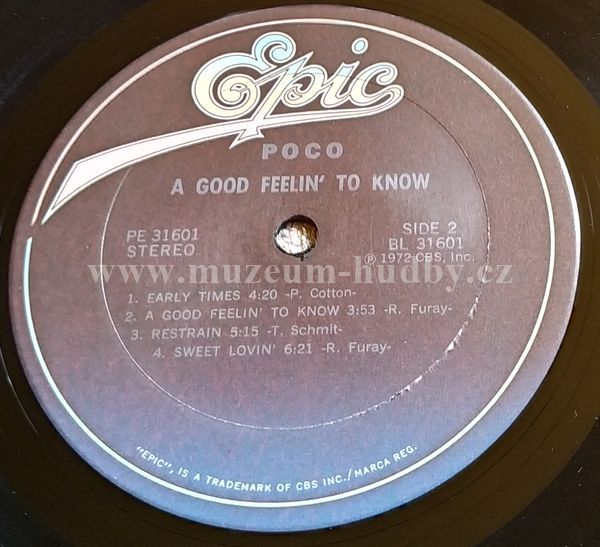 Epic
POCO
A GOOD FEELIN' TO KNOW
PE 31601
STEREO
SIDE 2
BL 31601
℗ 1972 CBS, Inc.
www.muzeum-hudby.cz
1. EARLY TIMES 4:20 -P. Cotton-
2. A GOOD FEELIN' TO KNOW 3:53 -R. Furay-
3. RESTRAIN 5:15 -T. Schmit-
4. SWEET LOVIN' 6:21 -R. Furay-
"EPIC", IS A TRADEMARK OF CBS INC./MARCA REG.